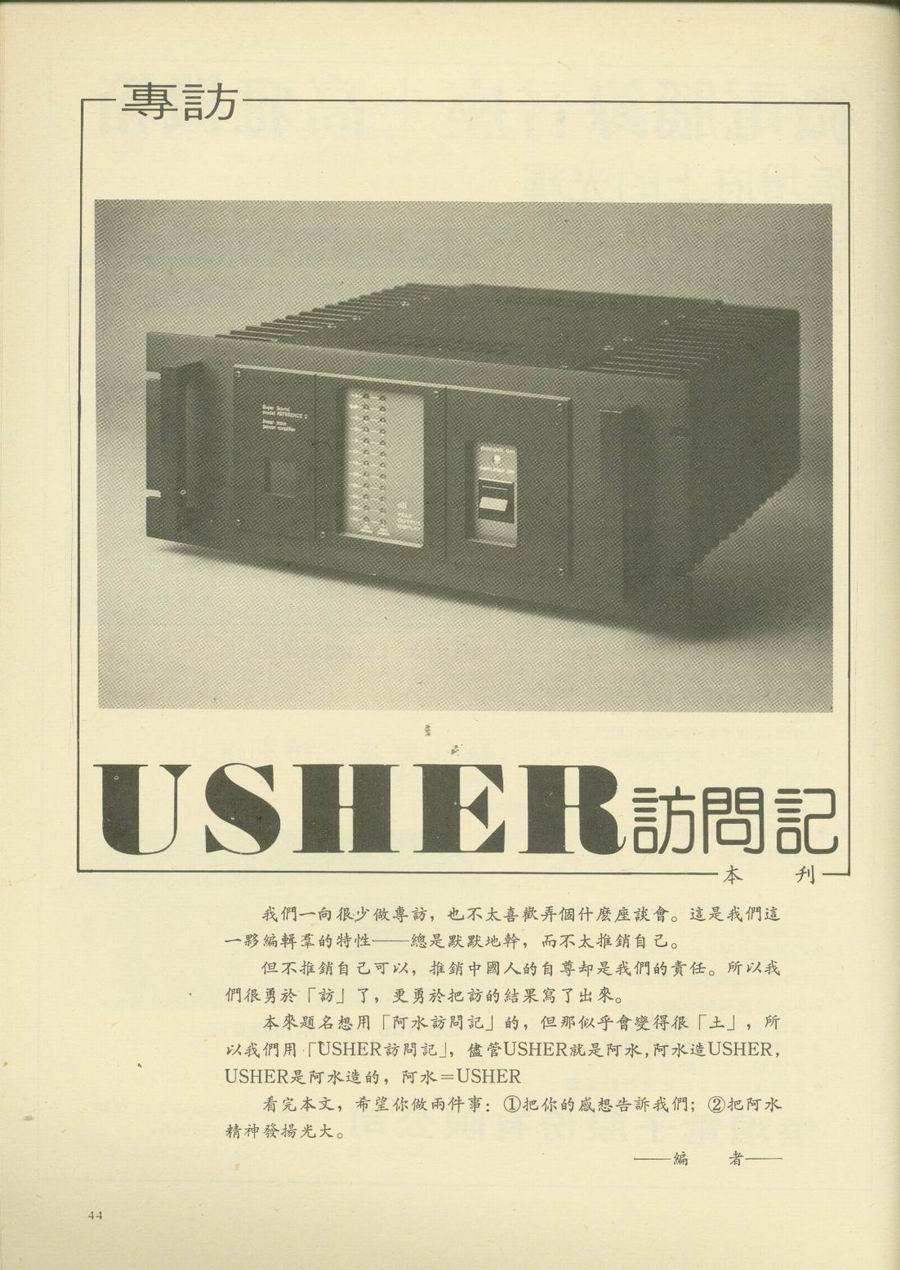 專訪
Super Sound
model REFERENCE 2
linear state
power amplifier
dB
PEAK
OUTPUT
DISPLAY
USHER訪問記
本刊
我們一向很少做專訪，也不太喜歡弄個什麼座談會。這是我們這
一夥編輯羣的特性——總是默默地幹，而不太推銷自己。
但不推銷自己可以，推銷中國人的自尊却是我們的責任。所以我
們很勇於「訪」了，更勇於把訪的結果寫了出來。
本來題名想用「阿水訪問記」的，但那似乎會變得很「土」，所
以我們用「USHER訪問記」，儘管USHER就是阿水，阿水造USHER，
USHER是阿水造的，阿水＝USHER
看完本文，希望你做兩件事：①把你的感想告訴我們；②把阿水
精神發揚光大。
——編者——
44